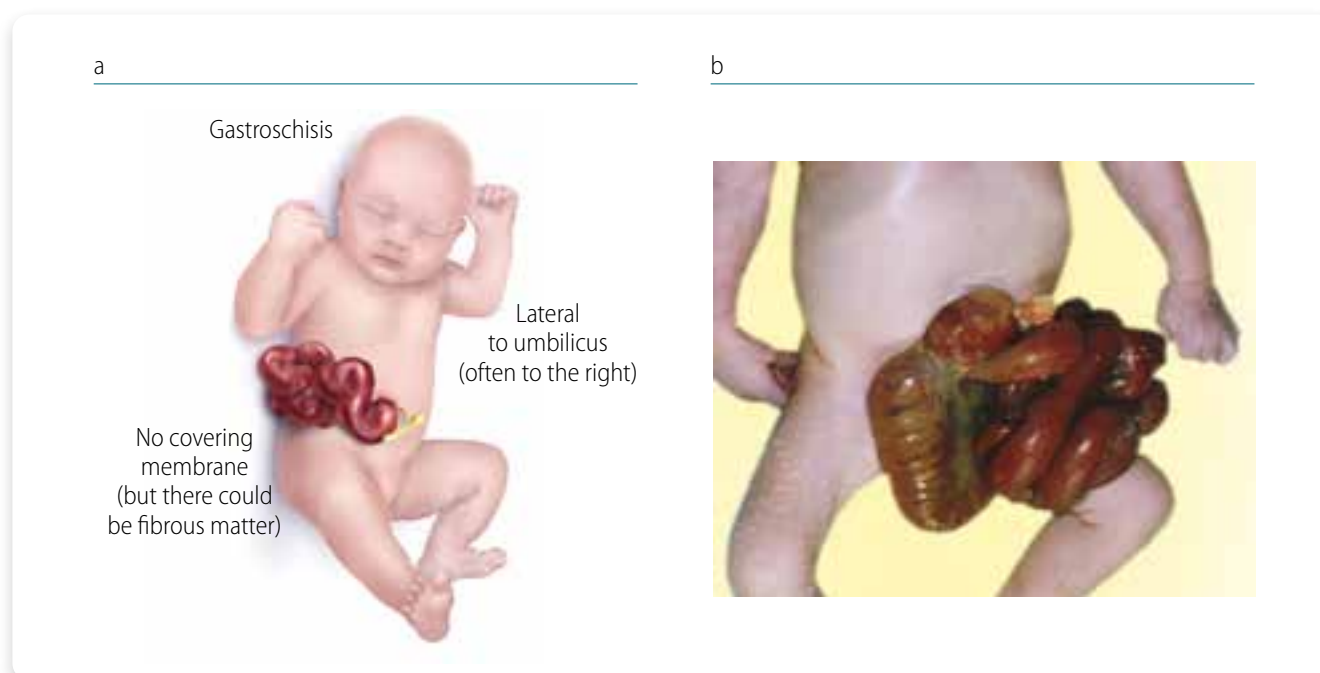 a
b
Gastroschisis
Lateral
to umbilicus
(often to the right)
No covering
membrane
(but there could
be fibrous matter)